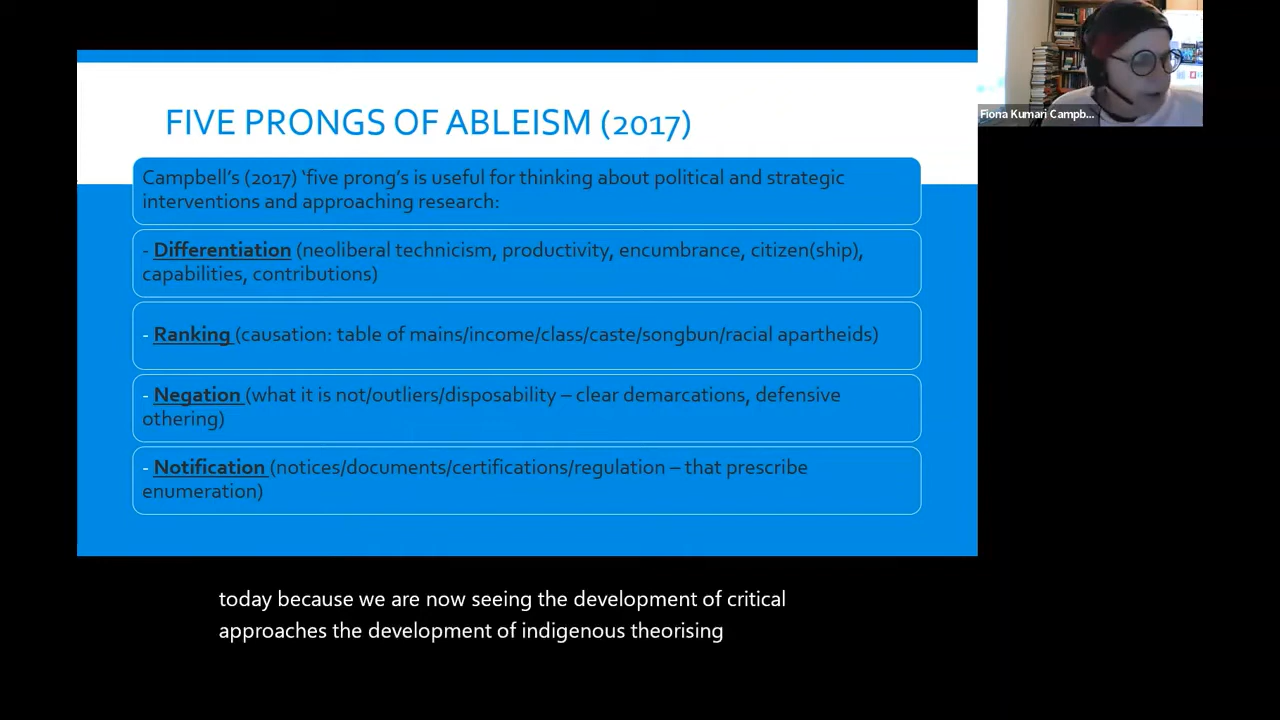 FIVE PRONGS OF ABLEISM (2017)
Fiona Kumari Campb...
Campbell's (2017) 'five prong's is useful for thinking about political and strategic
interventions and approaching research:
- Differentiation (neoliberal technicism, productivity, encumbrance, citizen(ship),
capabilities, contributions)
- Ranking (causation: table of mains/income/class/caste/songbun/racial apartheids)
- Negation (what it is not/outliers/disposability – clear demarcations, defensive
othering)
- Notification (notices/documents/certifications/regulation – that prescribe
enumeration)
today because we are now seeing the development of critical
approaches the development of indigenous theorising